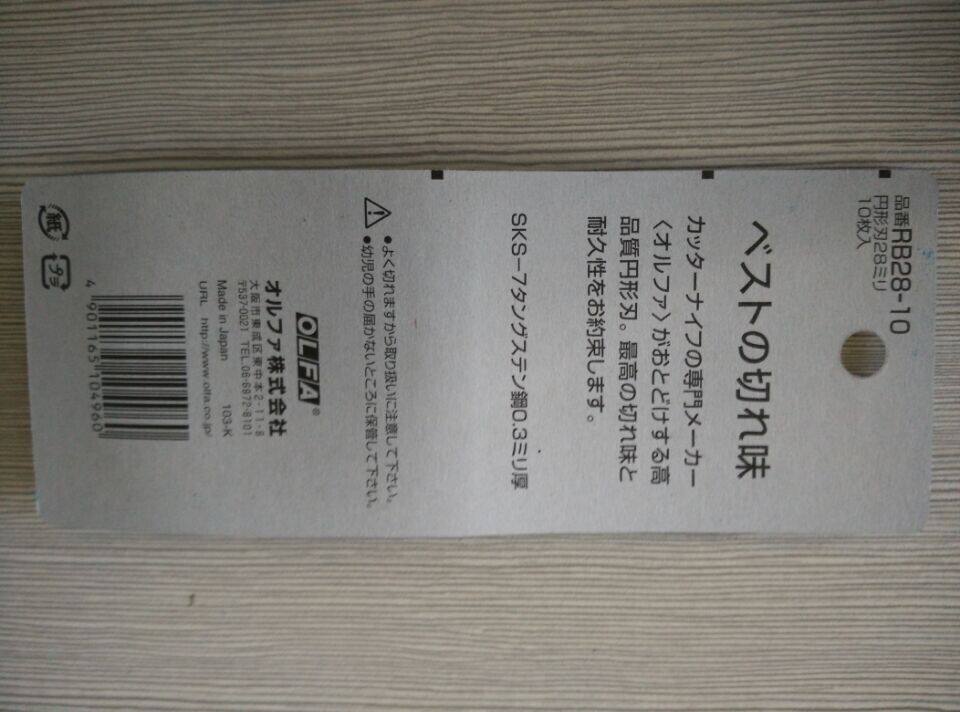 品番RB28-10
円形刃28ミリ
10枚入
ベストの切れ味
カッターナイフの専門メーカー
〈オルファ〉がおとどけする高
品質円形刃。最高の切れ味と
耐久性をお約束します。
SKS-7タングステン鋼0.3ミリ厚
●よく切れますから取り扱いに注意して下さい。
●幼児の手の届かないところに保管して下さい。
OLFA®
オルファ株式会社
大阪市東成区東中本2-11-8
〒537-0021 TEL.06-6972-8101
Made in Japan 103-K
URL http://www.olfa.co.jp/
4 901165 104960
紙
プラ